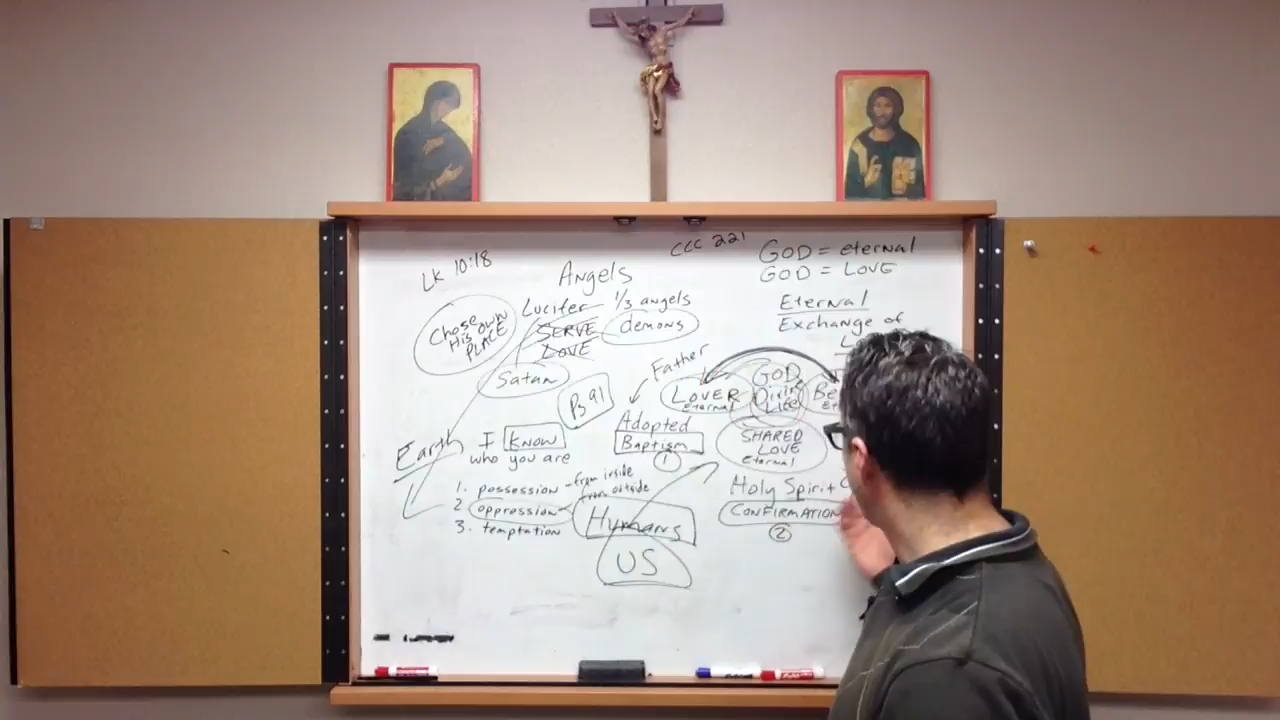 LK 10:18
CCC 221
GOD = eternal
GOD = LOVE
Angels
Lucifer 1/3 angels
SERVE
LOVE
demons
Chose
His OWN
PLACE
Satan
Ps 91
Eternal
Exchange of
Father
LOVER
eternal
GOD
Divine
Life
Be
Adopted
Baptism
1
SHARED
LOVE
Eternal
Earth
I KNOW
who you are
1. possession - from inside
from outside
2 oppression
3. temptation
Humans
US
Holy Spirit
CONFIRMATION
2